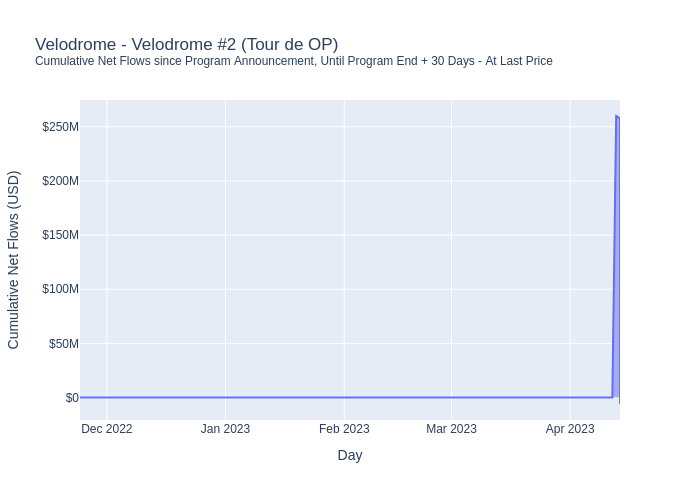 Velodrome - Velodrome #2 (Tour de OP)
Cumulative Net Flows since Program Announcement, Until Program End + 30 Days - At Last Price
Cumulative Net Flows (USD)
$250M
$200M
$150M
$100M
$50M
$0
Dec 2022 Jan 2023 Feb 2023 Mar 2023 Apr 2023
Day